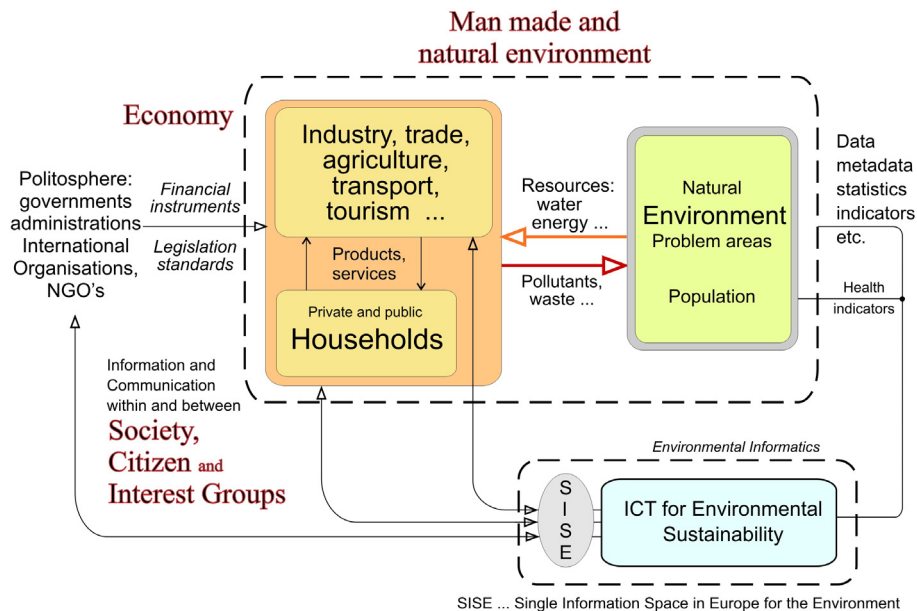 Man made and
natural environment
Economy
Industry, trade,
agriculture,
transport,
tourism ...
Products,
services
Private and public
Households
Politosphere:
governments
administrations
International
Organisations,
NGO's
Financial
instruments
Legislation
standards
Resources:
water
energy ...
Pollutants,
waste ...
Natural
Environment
Problem areas
Population
Data
metadata
statistics
indicators
etc.
Health
indicators
Information and
Communication
within and between
Society,
Citizen and
Interest Groups
Environmental Informatics
S
I
S
E
ICT for Environmental
Sustainability
SISE ... Single Information Space in Europe for the Environment